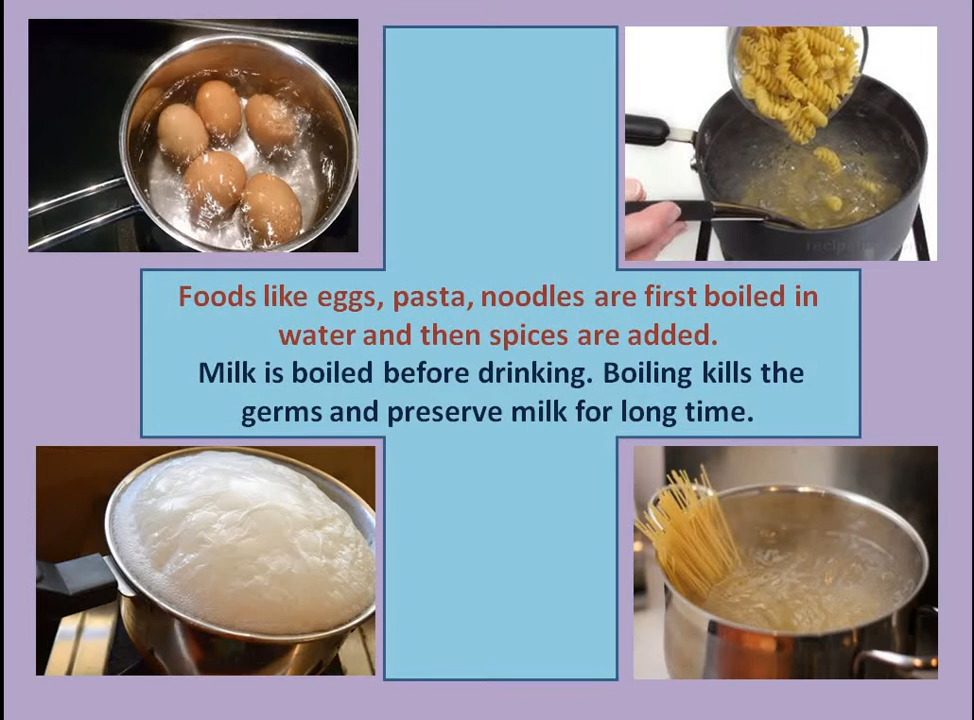 Foods like eggs, pasta, noodles are first boiled in
water and then spices are added.
Milk is boiled before drinking. Boiling kills the
germs and preserve milk for long time.